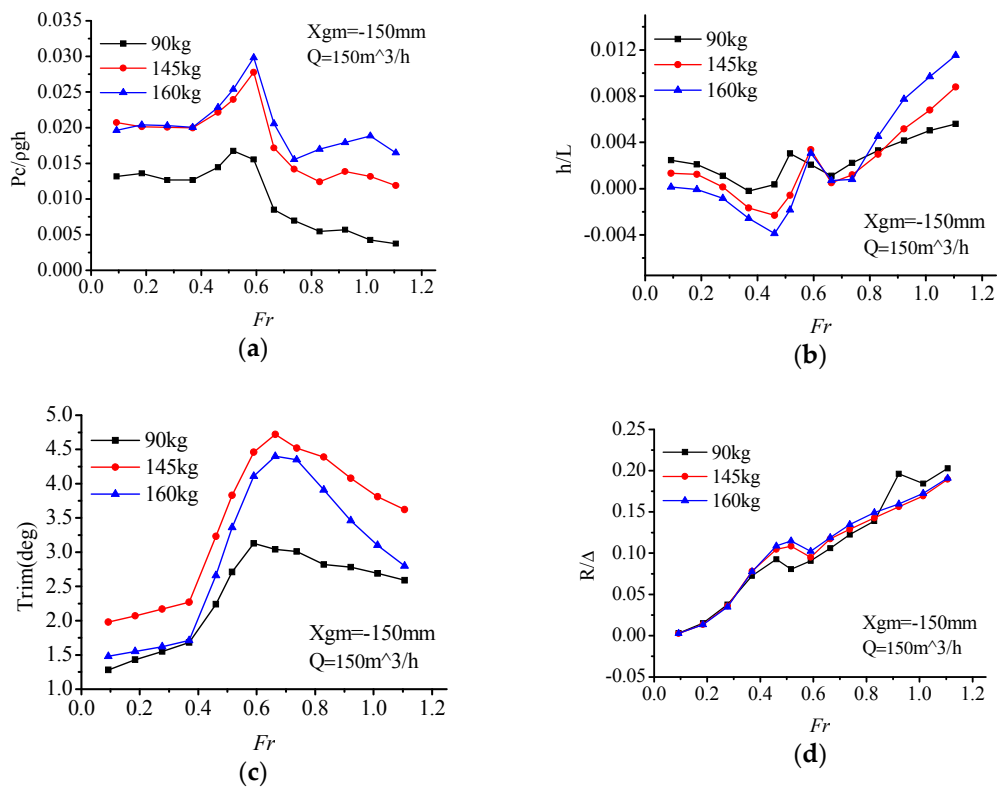 Xgm=-150mm
Q=150m^3/h
90kg
145kg
160kg
0.035
0.030
0.025
0.020
0.015
0.010
0.005
0.000
Pc/ρgh
0.0 0.2 0.4 0.6 0.8 1.0 1.2
Fr
(a)
90kg
145kg
160kg
0.012
0.008
0.004
0.000
-0.004
h/L
Xgm=-150mm
Q=150m^3/h
0.0 0.2 0.4 0.6 0.8 1.0 1.2
Fr
(b)
90kg
145kg
160kg
5.0
4.5
4.0
3.5
3.0
2.5
2.0
1.5
1.0
Trim(deg)
Xgm=-150mm
Q=150m^3/h
0.0 0.2 0.4 0.6 0.8 1.0 1.2
Fr
(c)
90kg
145kg
160kg
0.25
0.20
0.15
0.10
0.05
0.00
-0.05
R/Δ
Xgm=-150mm
Q=150m^3/h
0.0 0.2 0.4 0.6 0.8 1.0 1.2
Fr
(d)